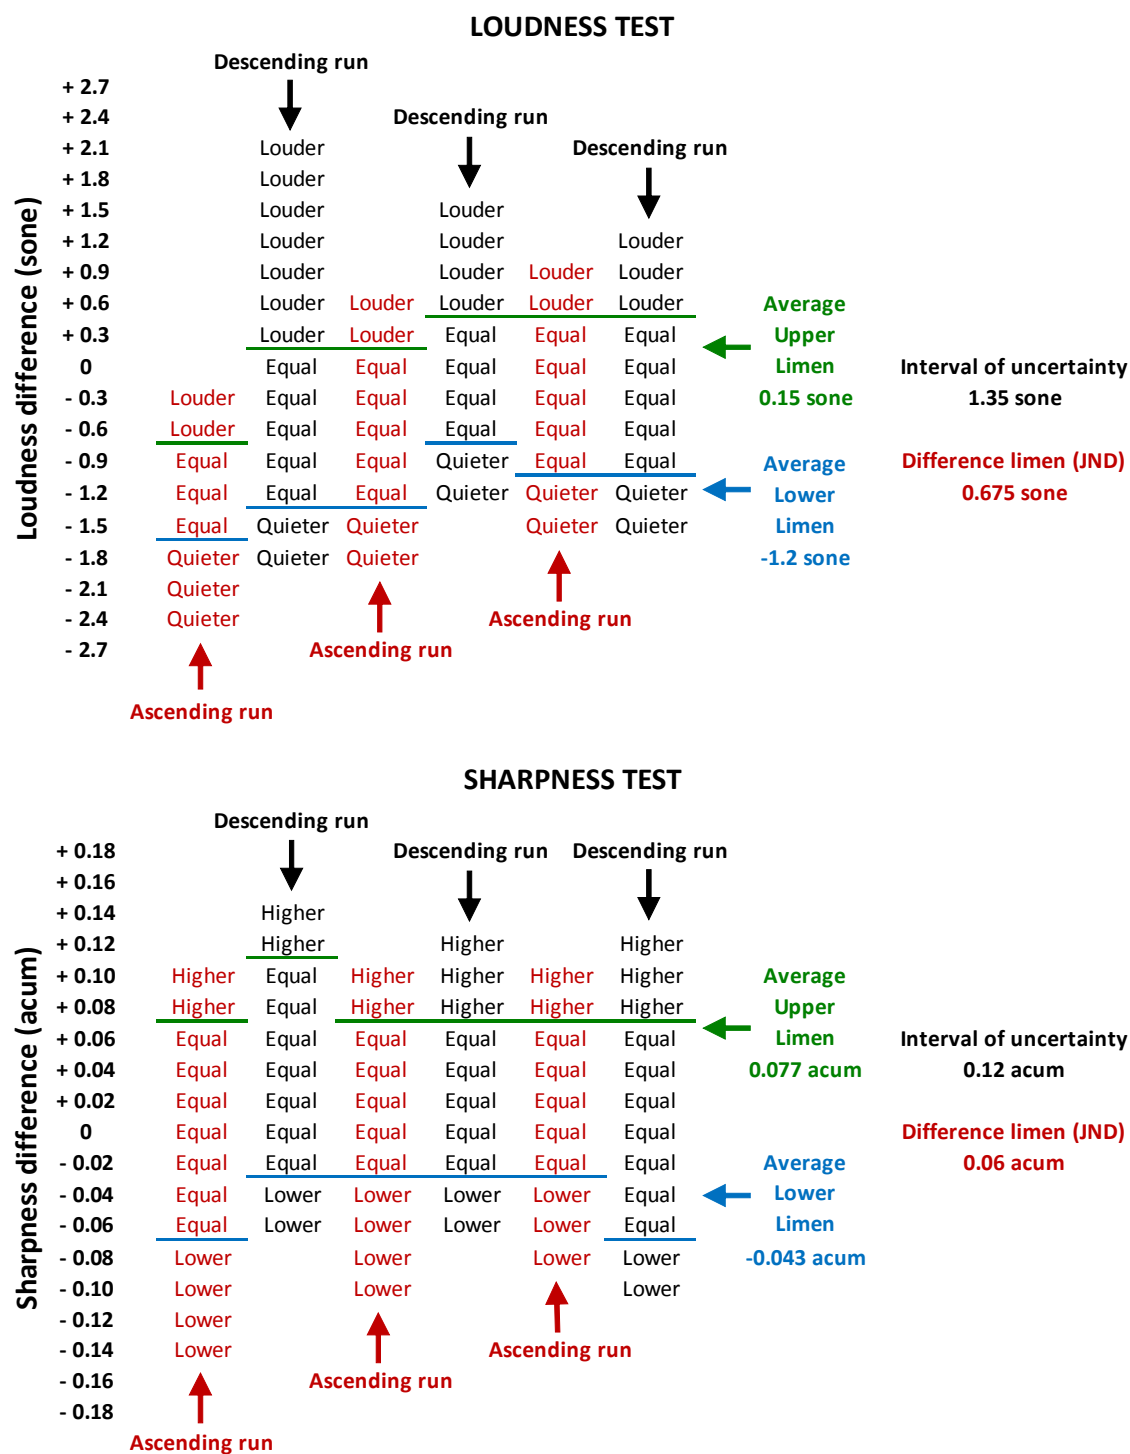 LOUDNESS TEST
Descending run
+ 2.7
+ 2.4 Descending run
+ 2.1 Louder Descending run
+ 1.8 Louder
+ 1.5 Louder Louder
+ 1.2 Louder Louder Louder
+ 0.9 Louder Louder Louder Louder
+ 0.6 Louder Louder Louder Louder Louder Average
+ 0.3 Louder Louder Equal Equal Equal Upper
0 Equal Equal Equal Equal Equal Limen Interval of uncertainty
- 0.3 Louder Equal Equal Equal Equal Equal 0.15 sone 1.35 sone
- 0.6 Louder Equal Equal Equal Equal Equal
- 0.9 Equal Equal Equal Quieter Equal Equal Average Difference limen (JND)
- 1.2 Equal Equal Equal Quieter Quieter Quieter Lower 0.675 sone
- 1.5 Equal Quieter Quieter Quieter Quieter Limen
- 1.8 Quieter Quieter Quieter -1.2 sone
- 2.1 Quieter
- 2.4 Quieter Ascending run
- 2.7 Ascending run
Ascending run
Loudness difference (sone)
SHARPNESS TEST
Descending run
+ 0.18 Descending run Descending run
+ 0.16
+ 0.14 Higher
+ 0.12 Higher Higher Higher
+ 0.10 Higher Equal Higher Higher Higher Higher Average
+ 0.08 Higher Equal Higher Higher Higher Higher Upper
+ 0.06 Equal Equal Equal Equal Equal Equal Limen Interval of uncertainty
+ 0.04 Equal Equal Equal Equal Equal Equal 0.077 acum 0.12 acum
+ 0.02 Equal Equal Equal Equal Equal Equal
0 Equal Equal Equal Equal Equal Equal Difference limen (JND)
- 0.02 Equal Equal Equal Equal Equal Equal Average 0.06 acum
- 0.04 Equal Lower Lower Lower Lower Equal Lower
- 0.06 Equal Lower Lower Lower Lower Equal Limen
- 0.08 Lower Lower Lower Lower -0.043 acum
- 0.10 Lower Lower Lower
- 0.12 Lower
- 0.14 Lower Ascending run
- 0.16 Ascending run
- 0.18
Ascending run
Sharpness difference (acum)